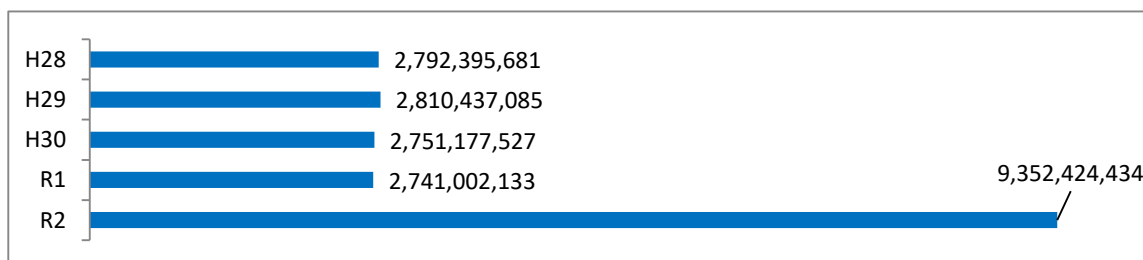 H28 2,792,395,681
H29 2,810,437,085
H30 2,751,177,527
R1 2,741,002,133
9,352,424,434
R2